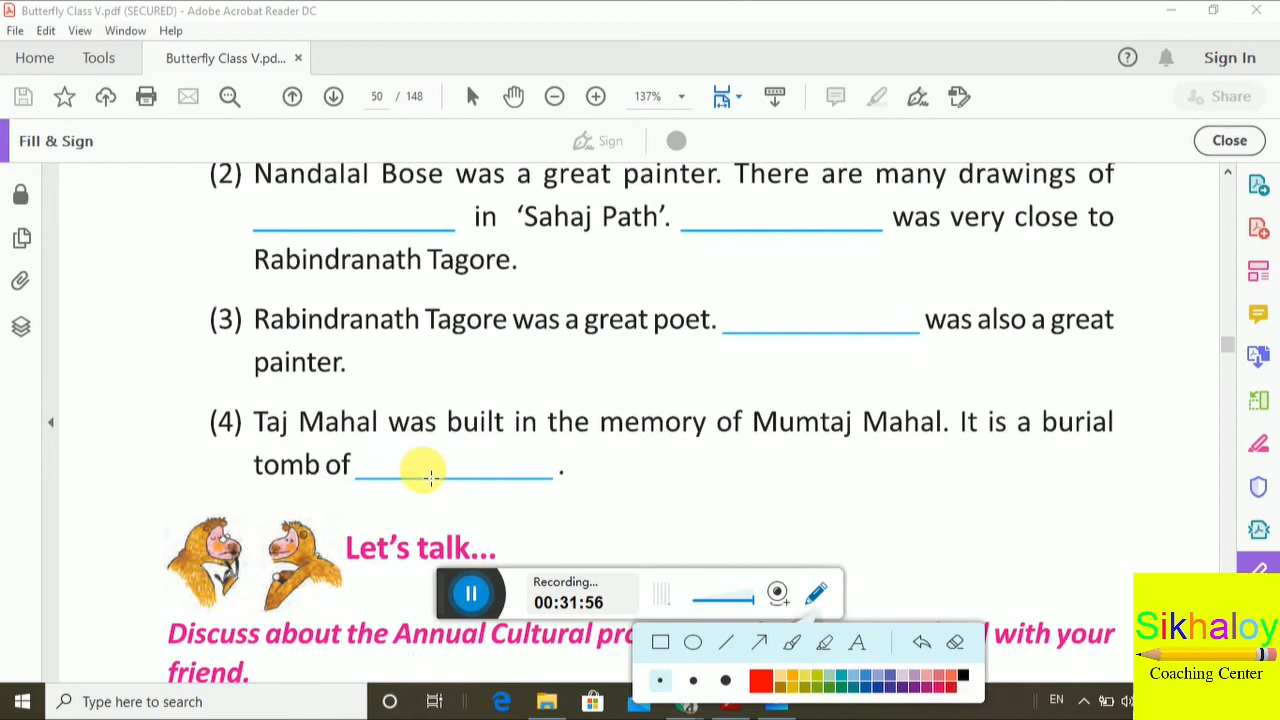 Butterfly Class V.pdf (SECURED) - Adobe Acrobat Reader DC
File Edit View Window Help
Home Tools Butterfly Class V.pd... × Sign In
50 / 148 137% Share
Fill & Sign Sign Close
(2) Nandalal Bose was a great painter. There are many drawings of
____________ in ‘Sahaj Path’. ____________ was very close to
Rabindranath Tagore.
(3) Rabindranath Tagore was a great poet. ____________ was also a great
painter.
(4) Taj Mahal was built in the memory of Mumtaj Mahal. It is a burial
tomb of ____________ .
Let’s talk...
Recording...
00:31:56
Discuss about the Annual Cultural with your
friend.
Sikhaloy
Coaching Center
Type here to search EN